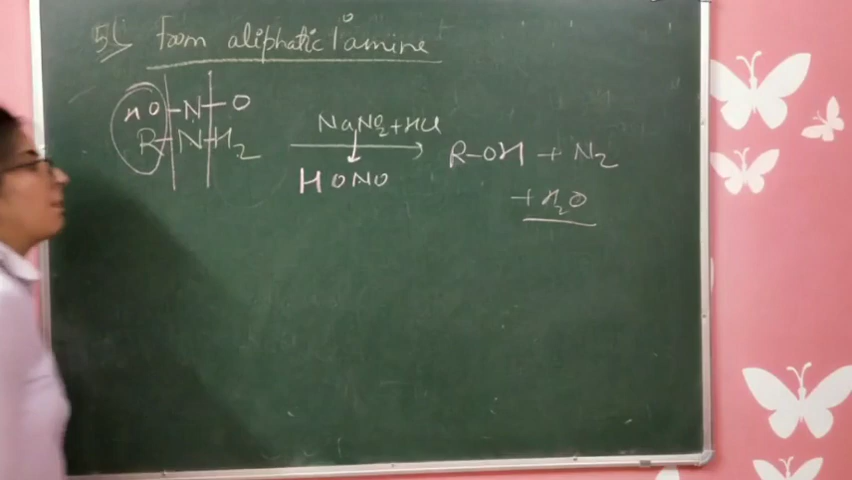 5) From aliphatic 1° amine
HO-N-O
R-N-H2
NaNO2+HCl
HONO
R-OH + N2
+ H2O